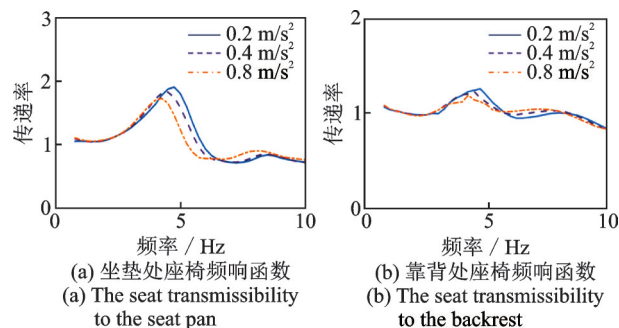 3
2
1
0
传递率
0.2 m/s²
0.4 m/s²
0.8 m/s²
5
10
频率 / Hz
(a) 坐垫处座椅频响函数
(a) The seat transmissibility
to the seat pan
2
1
0
传递率
0.2 m/s²
0.4 m/s²
0.8 m/s²
5
10
频率 / Hz
(b) 靠背处座椅频响函数
(b) The seat transmissibility
to the backrest